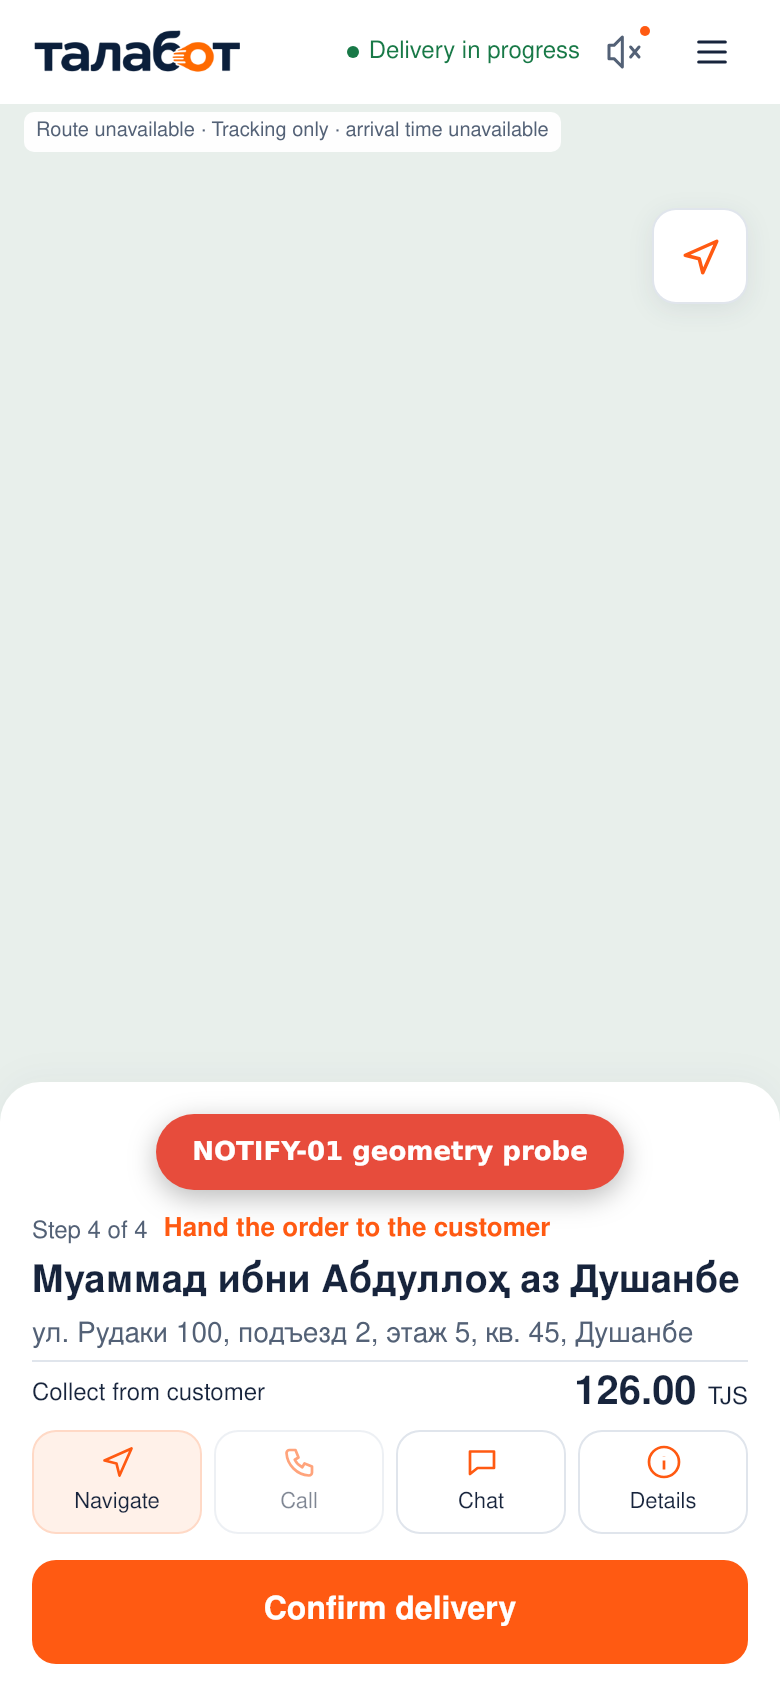 талабот
Delivery in progress
Route unavailable · Tracking only · arrival time unavailable
NOTIFY-01 geometry probe
Step 4 of 4 Hand the order to the customer
Муаммад ибни Абдуллоҳ аз Душанбе
ул. Рудаки 100, подъезд 2, этаж 5, кв. 45, Душанбе
Collect from customer 126.00 TJS
Navigate Call Chat Details
Confirm delivery